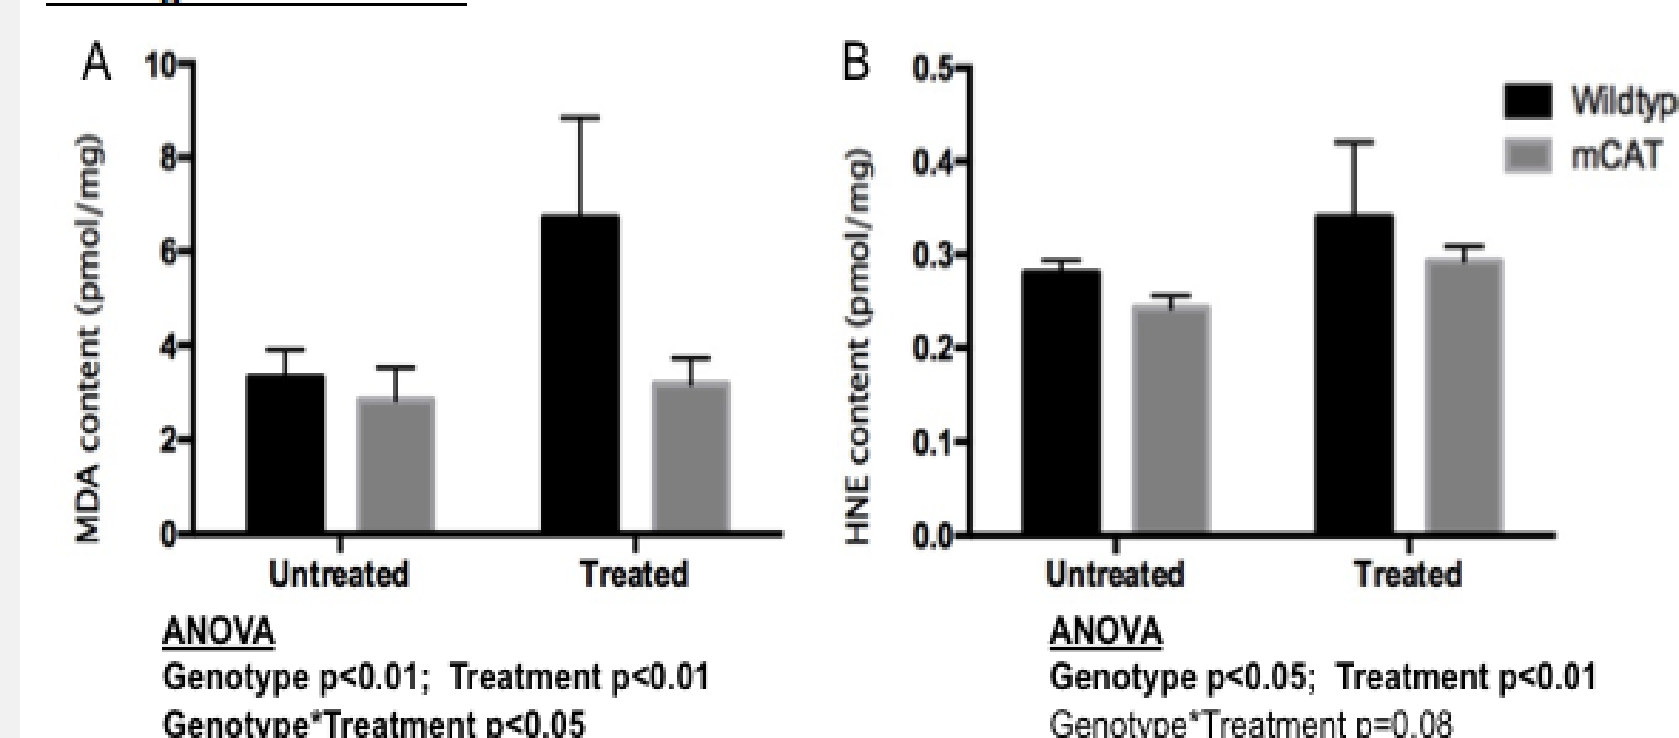 A
10
8
6
4
2
0
MDA content (pmol/mg)
Untreated
Treated
ANOVA
Genotype p<0.01; Treatment p<0.01
Genotype*Treatment p<0.05
B
0.5
0.4
0.3
0.2
0.1
0.0
HNE content (pmol/mg)
Untreated
Treated
Wildtyp
mCAT
ANOVA
Genotype p<0.05; Treatment p<0.01
Genotype*Treatment p=0.08